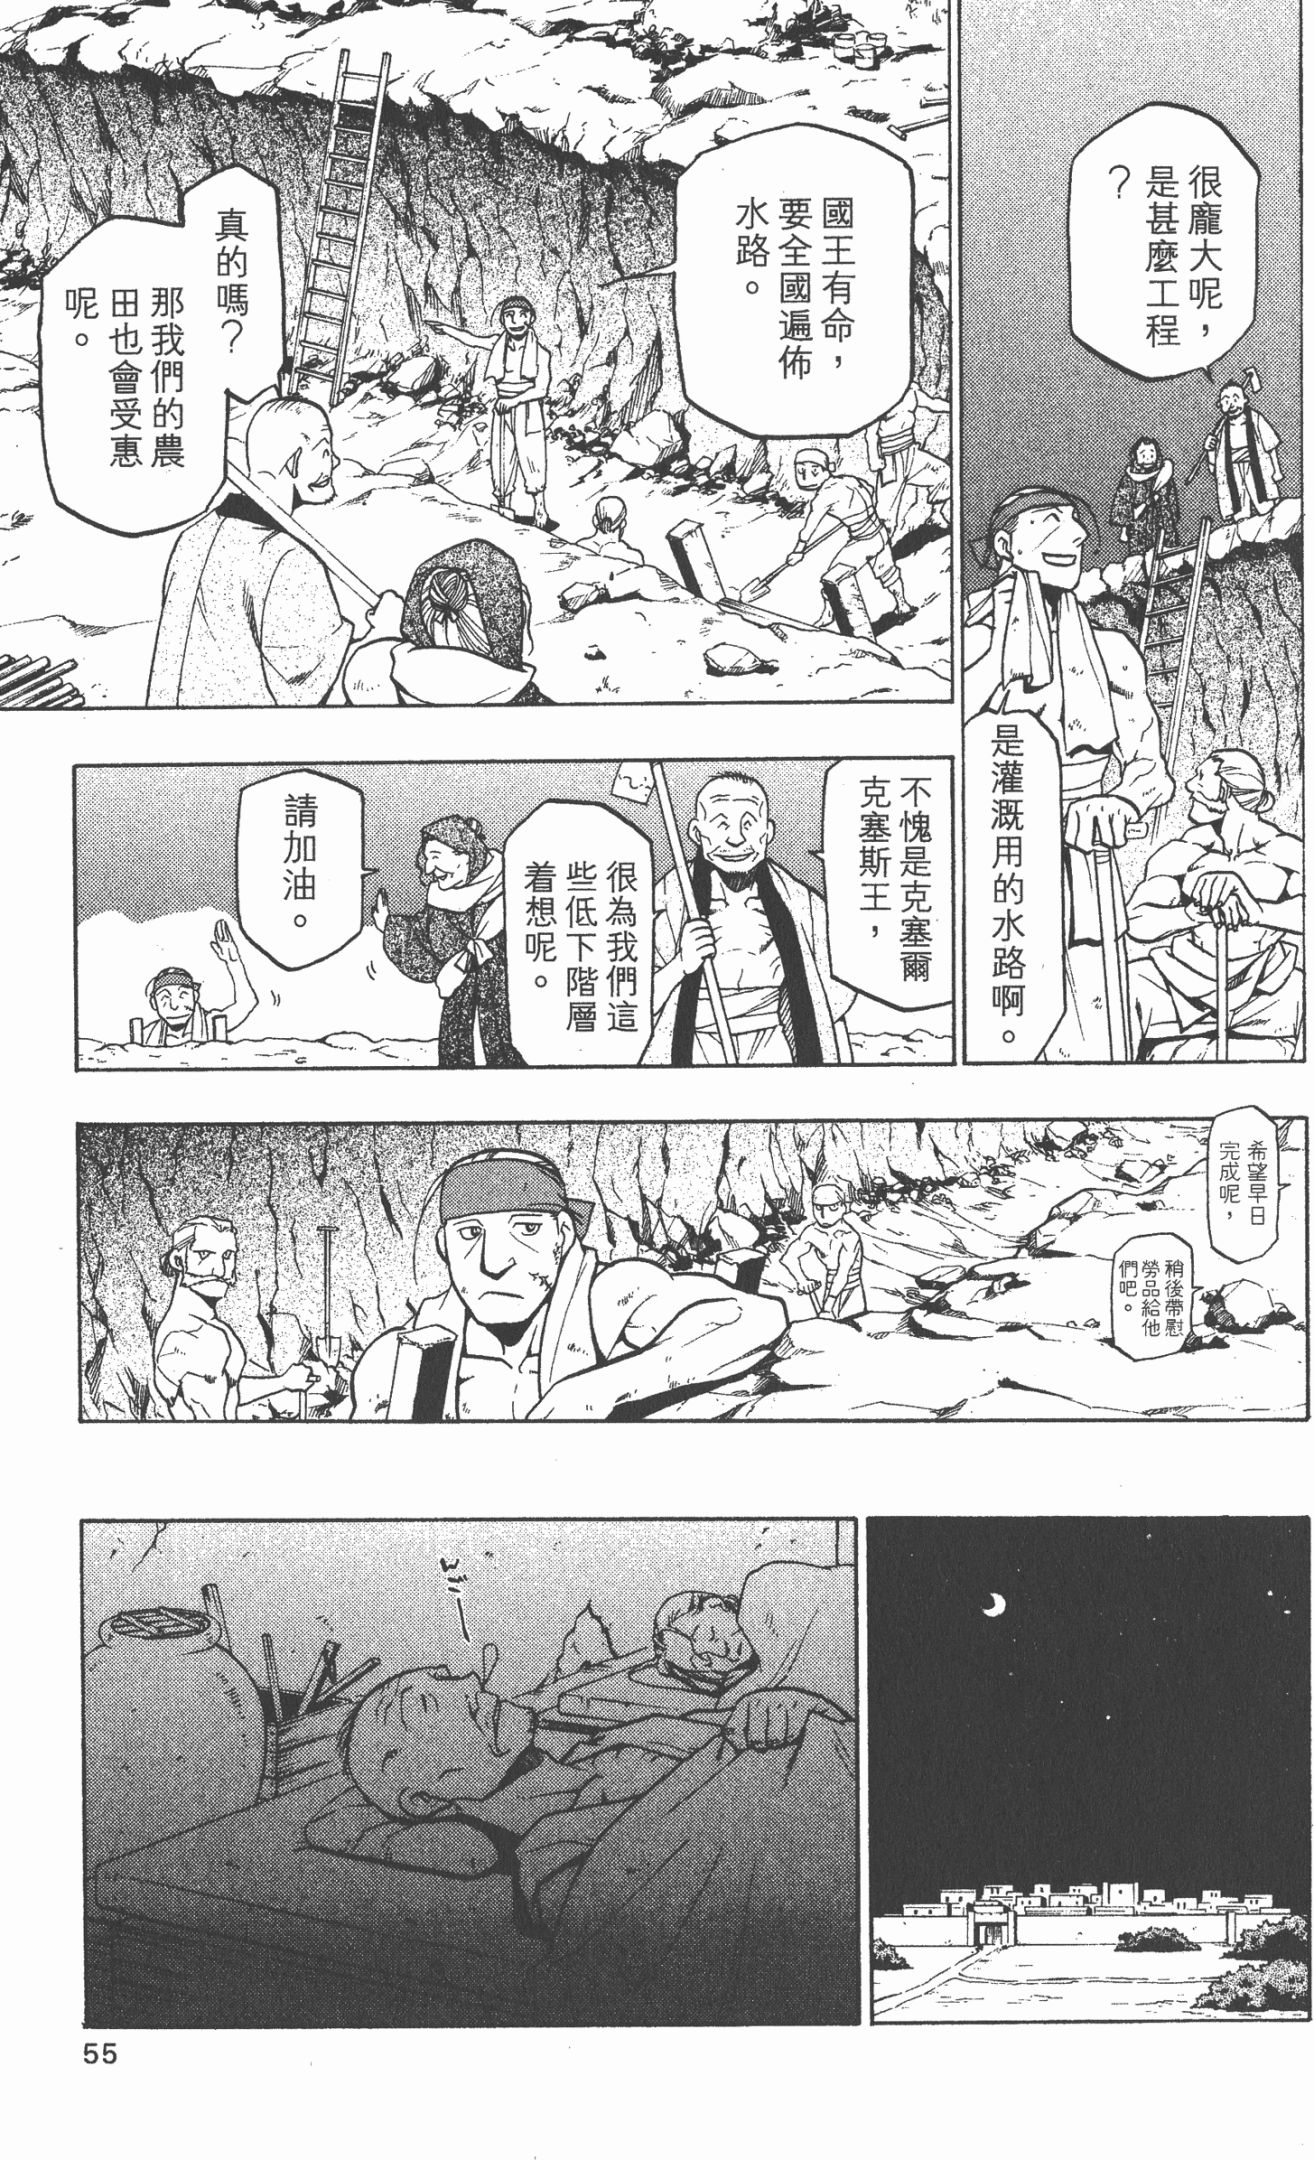 很龐大呢，
是甚麼工程
？
是灌溉用的水路啊。
國王有命，
要全國遍佈
水路。
真的嗎？
那我們的農
田也會受惠
呢。
不愧是克塞爾
克塞斯王，
很為我們這
些低下階層
着想呢。
請加油。
希望早日
完成呢，
稍後帶慰
勞品給他
們吧。
55